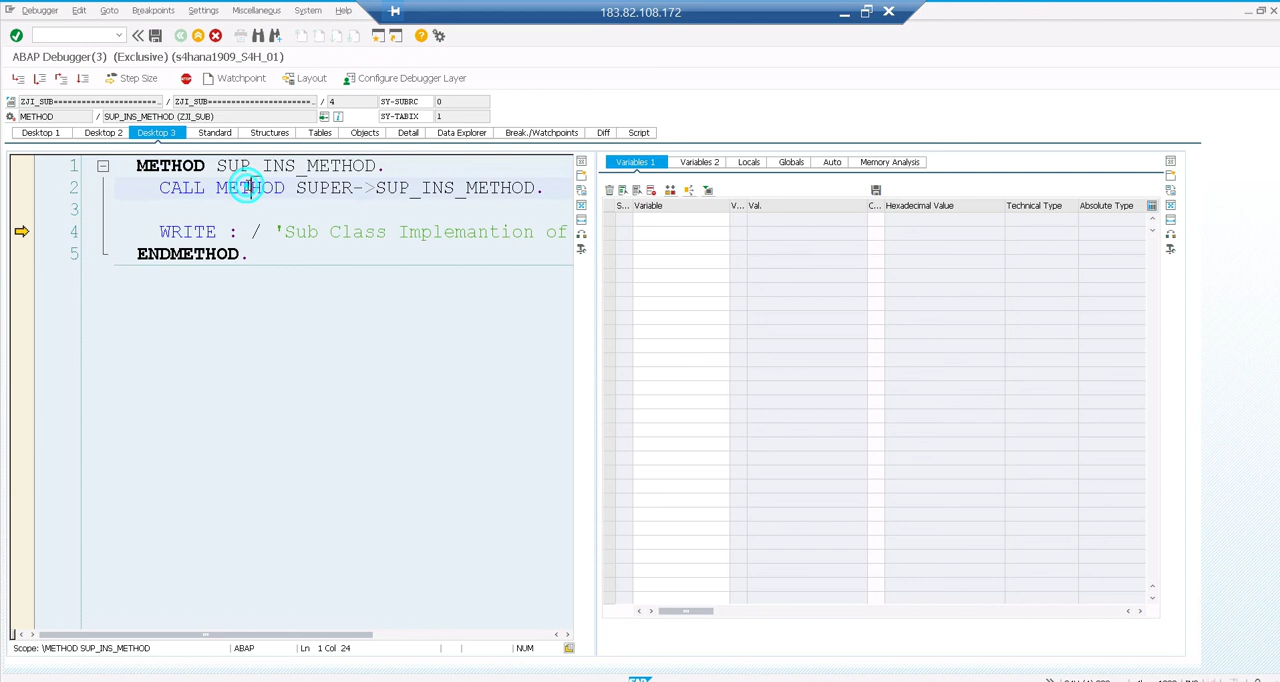 Debugger Edit Goto Breakpoints Settings Miscellaneous System Help
183.82.108.172
ABAP Debugger(3) (Exclusive) (s4hana1909_S4H_01)
Step Size Watchpoint Layout Configure Debugger Layer
ZJI_SUB======================... / ZJI_SUB======================... / 4 SY-SUBRC 0
METHOD / SUP_INS_METHOD (ZJI_SUB) SY-TABIX 1
Desktop 1 Desktop 2 Desktop 3 Standard Structures Tables Objects Detail Data Explorer Break./Watchpoints Diff Script
1 METHOD SUP_INS_METHOD.
2 CALL METHOD SUPER->SUP_INS_METHOD.
3
4 WRITE : / 'Sub Class Implemantion of
5 ENDMETHOD.
Variables 1 Variables 2 Locals Globals Auto Memory Analysis
S... Variable V... Val. C... Hexadecimal Value Technical Type Absolute Type
Scope: \METHOD SUP_INS_METHOD ABAP Ln 1 Col 24 NUM
SAP